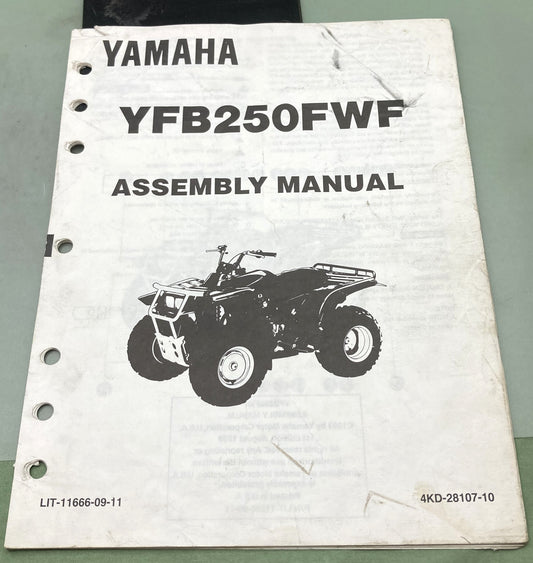 YAMAHA
YFB250FWF
ASSEMBLY MANUAL
LIT-11666-09-11
4KD-28107-10